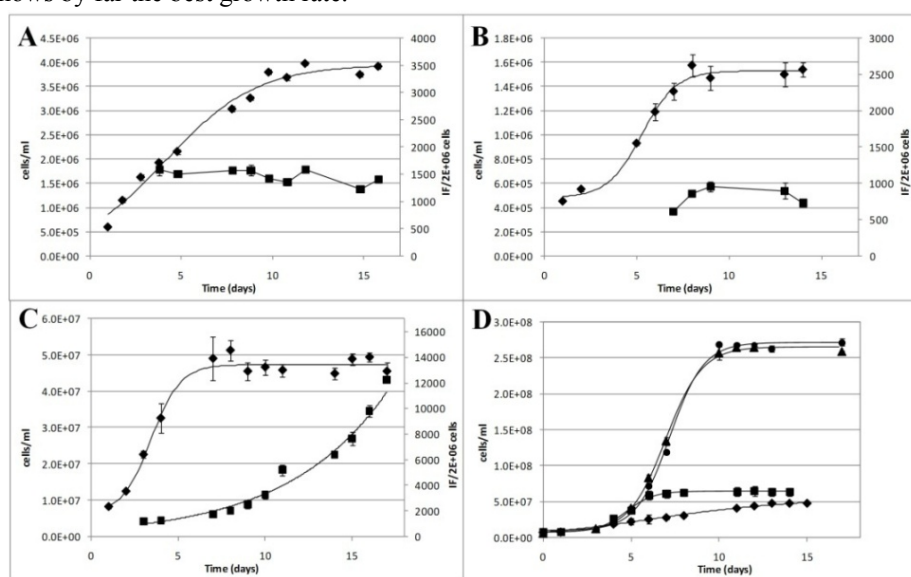 by far the best growth rate.
A
4.5E+06
4.0E+06
3.5E+06
3.0E+06
2.5E+06
2.0E+06
1.5E+06
1.0E+06
5.0E+05
0.0E+00
cells/ml
4000
3500
3000
2500
2000
1500
1000
500
0
IF/2E+06 cells
0 5 10 15
Time (days)
B
1.8E+06
1.6E+06
1.4E+06
1.2E+06
1.0E+06
8.0E+05
6.0E+05
4.0E+05
2.0E+05
0.0E+00
cells/ml
3000
2500
2000
1500
1000
500
0
IF/2E+06 cells
0 5 10 15
Time (days)
C
6.0E+07
5.0E+07
4.0E+07
3.0E+07
2.0E+07
1.0E+07
0.0E+00
cells/ml
16000
14000
12000
10000
8000
6000
4000
2000
0
IF/2E+06 cells
0 5 10 15
Time (days)
D
3.0E+08
2.5E+08
2.0E+08
1.5E+08
1.0E+08
5.0E+07
0.0E+00
cells/ml
0 5 10 15
Time (days)